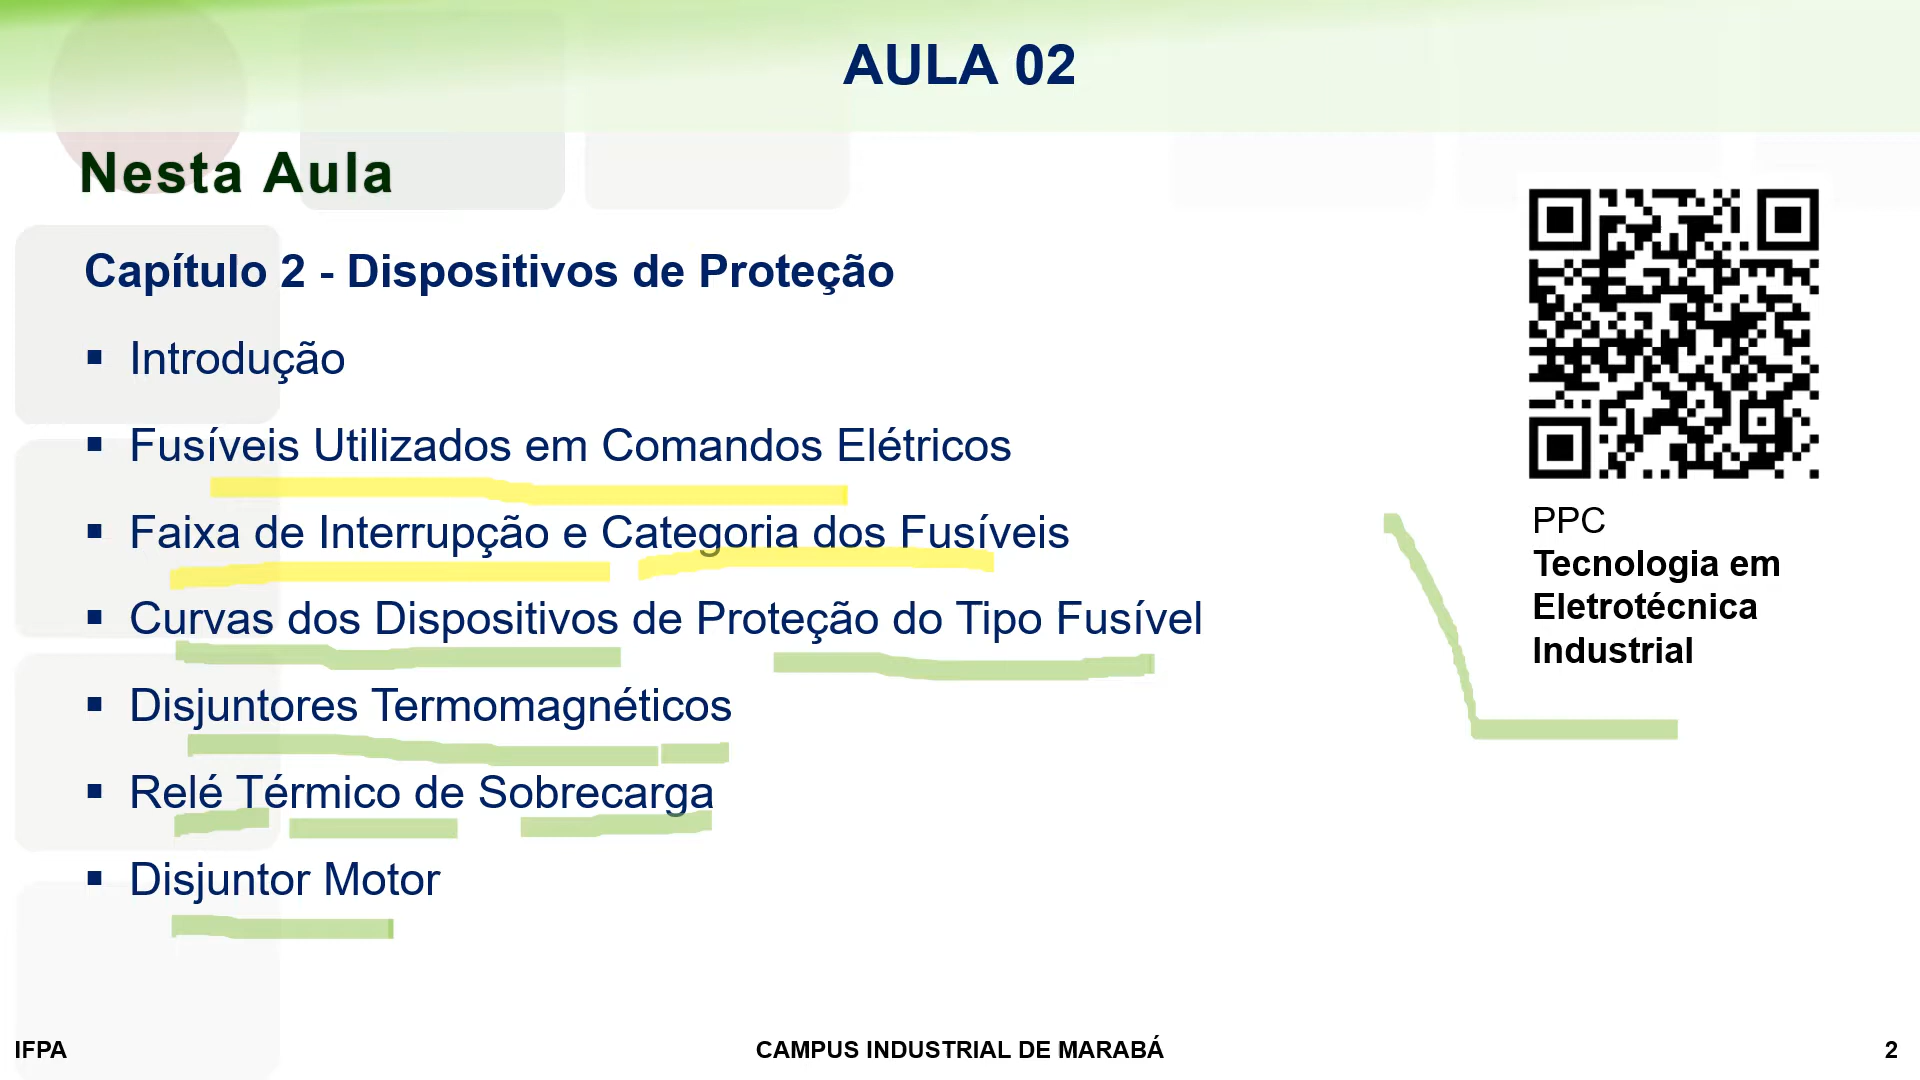 AULA 02
Nesta Aula
Capítulo 2 - Dispositivos de Proteção
▪ Introdução
▪ Fusíveis Utilizados em Comandos Elétricos
▪ Faixa de Interrupção e Categoria dos Fusíveis
▪ Curvas dos Dispositivos de Proteção do Tipo Fusível
▪ Disjuntores Termomagnéticos
▪ Relé Térmico de Sobrecarga
▪ Disjuntor Motor
PPC
Tecnologia em
Eletrotécnica
Industrial
IFPA
CAMPUS INDUSTRIAL DE MARABÁ
2